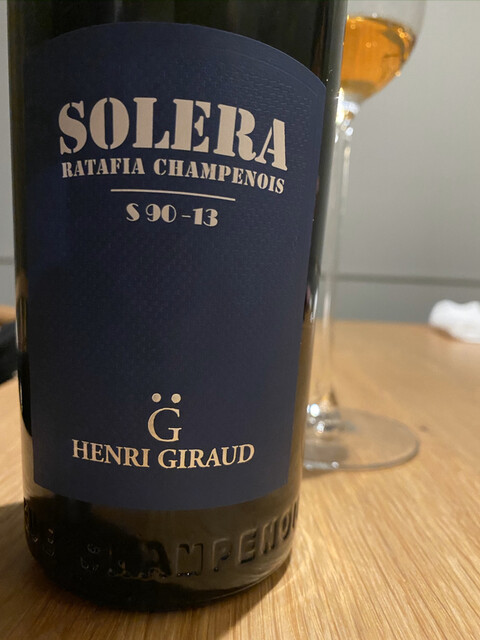 SOLERA
RATAFIA CHAMPENOIS
S 90-13
G̈
HENRI GIRAUD